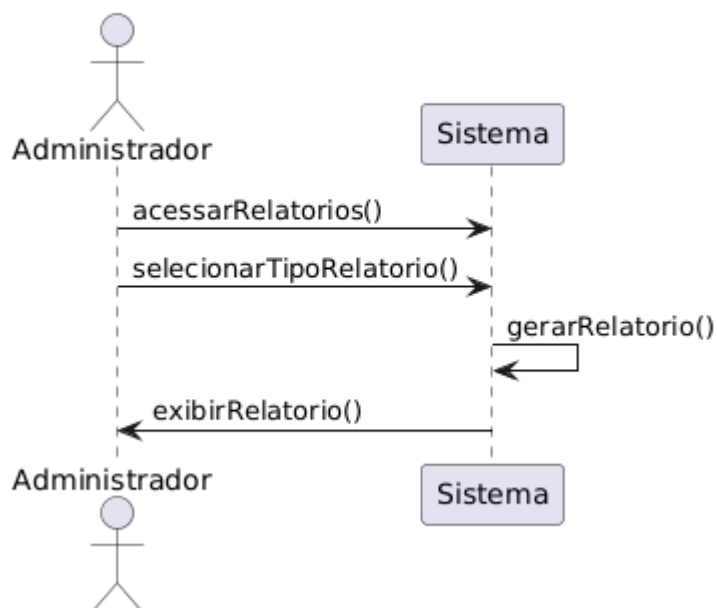 Administrador
Sistema
acessarRelatorios()
selecionarTipoRelatorio()
gerarRelatorio()
exibirRelatorio()
Administrador
Sistema